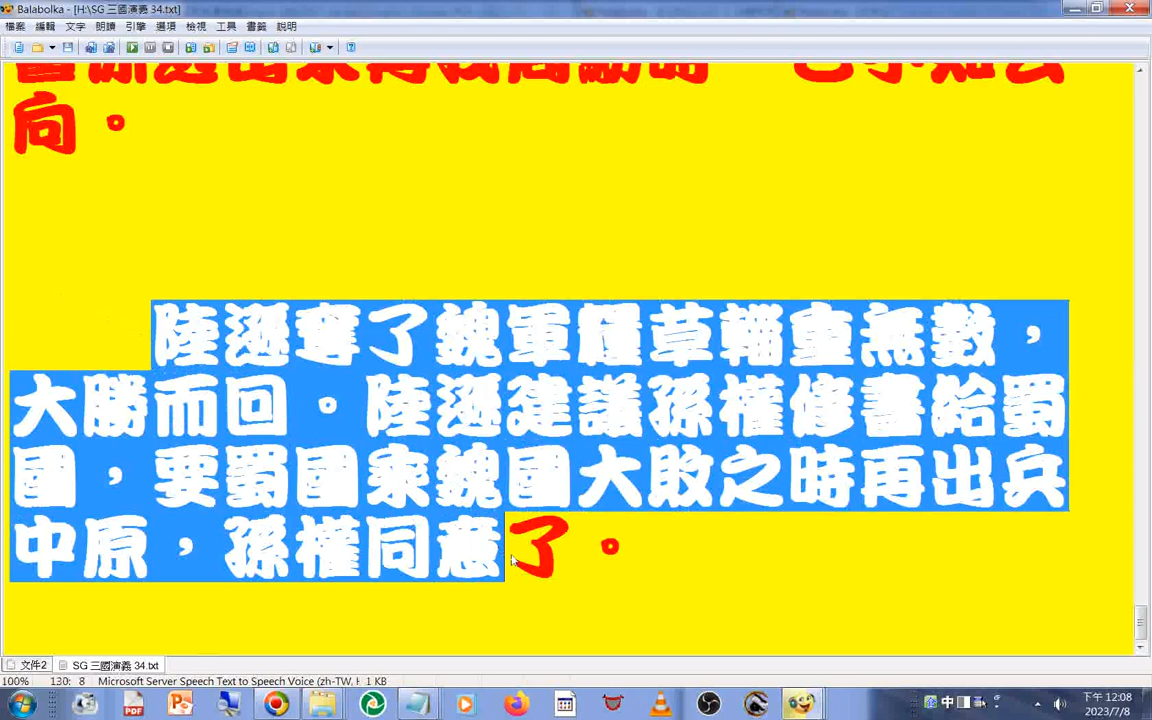 Balabolka - [H:\SG 三國演義 34.txt]
檔案 編輯 文字 朗讀 引擎 選項 檢視 工具 書籤 說明
向。
陸遜奪了魏軍糧草輜重無數，
大勝而回。陸遜建議孫權修書給蜀
國，要蜀國乘魏國大敗之時再出兵
中原，孫權同意了。
文件2 SG 三國演義 34.txt
100% 130: 8 Microsoft Server Speech Text to Speech Voice (zh-TW, H 1 KB
下午 12:08
2023/7/8